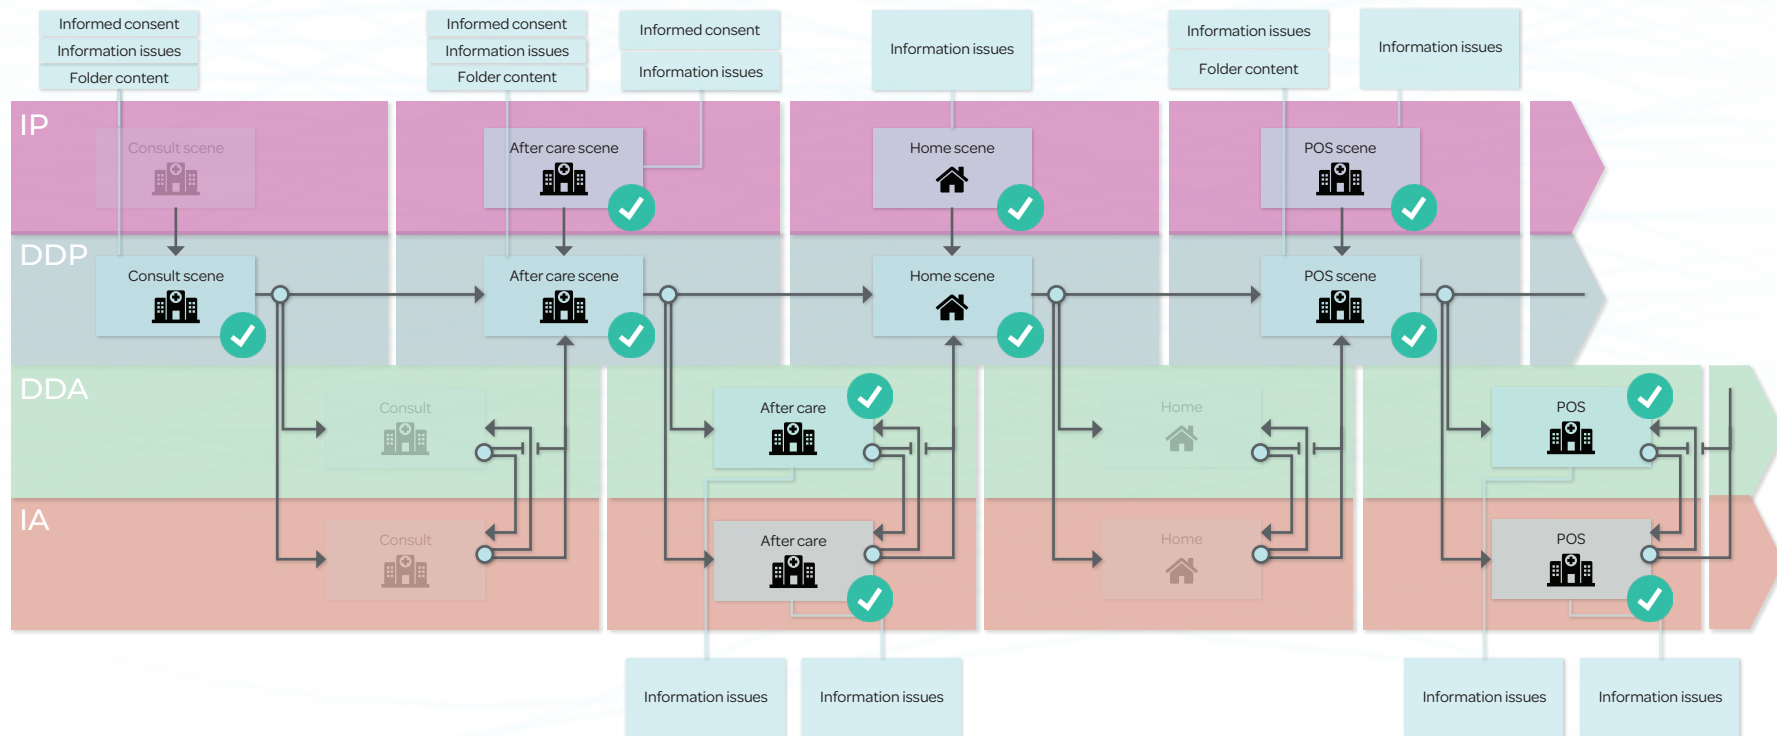 Informed consent
Information issues
Folder content
Informed consent
Information issues
Folder content
Informed consent
Information issues
Information issues
Information issues
Folder content
Information issues
IP
Consult scene
After care scene
Home scene
POS scene
DDP
Consult scene
After care scene
Home scene
POS scene
DDA
Consult
After care
Home
POS
IA
Consult
After care
Home
POS
Information issues
Information issues
Information issues
Information issues